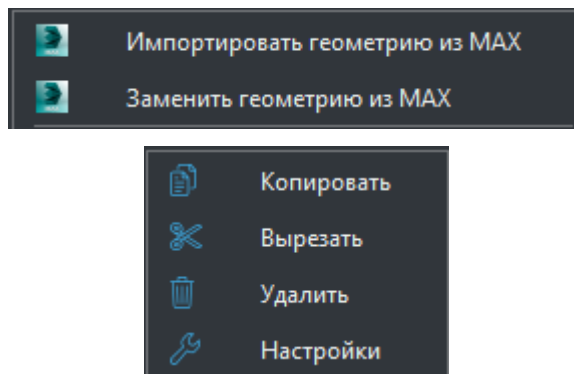 Импортировать геометрию из MAX
Заменить геометрию из MAX
Копировать
Вырезать
Удалить
Настройки